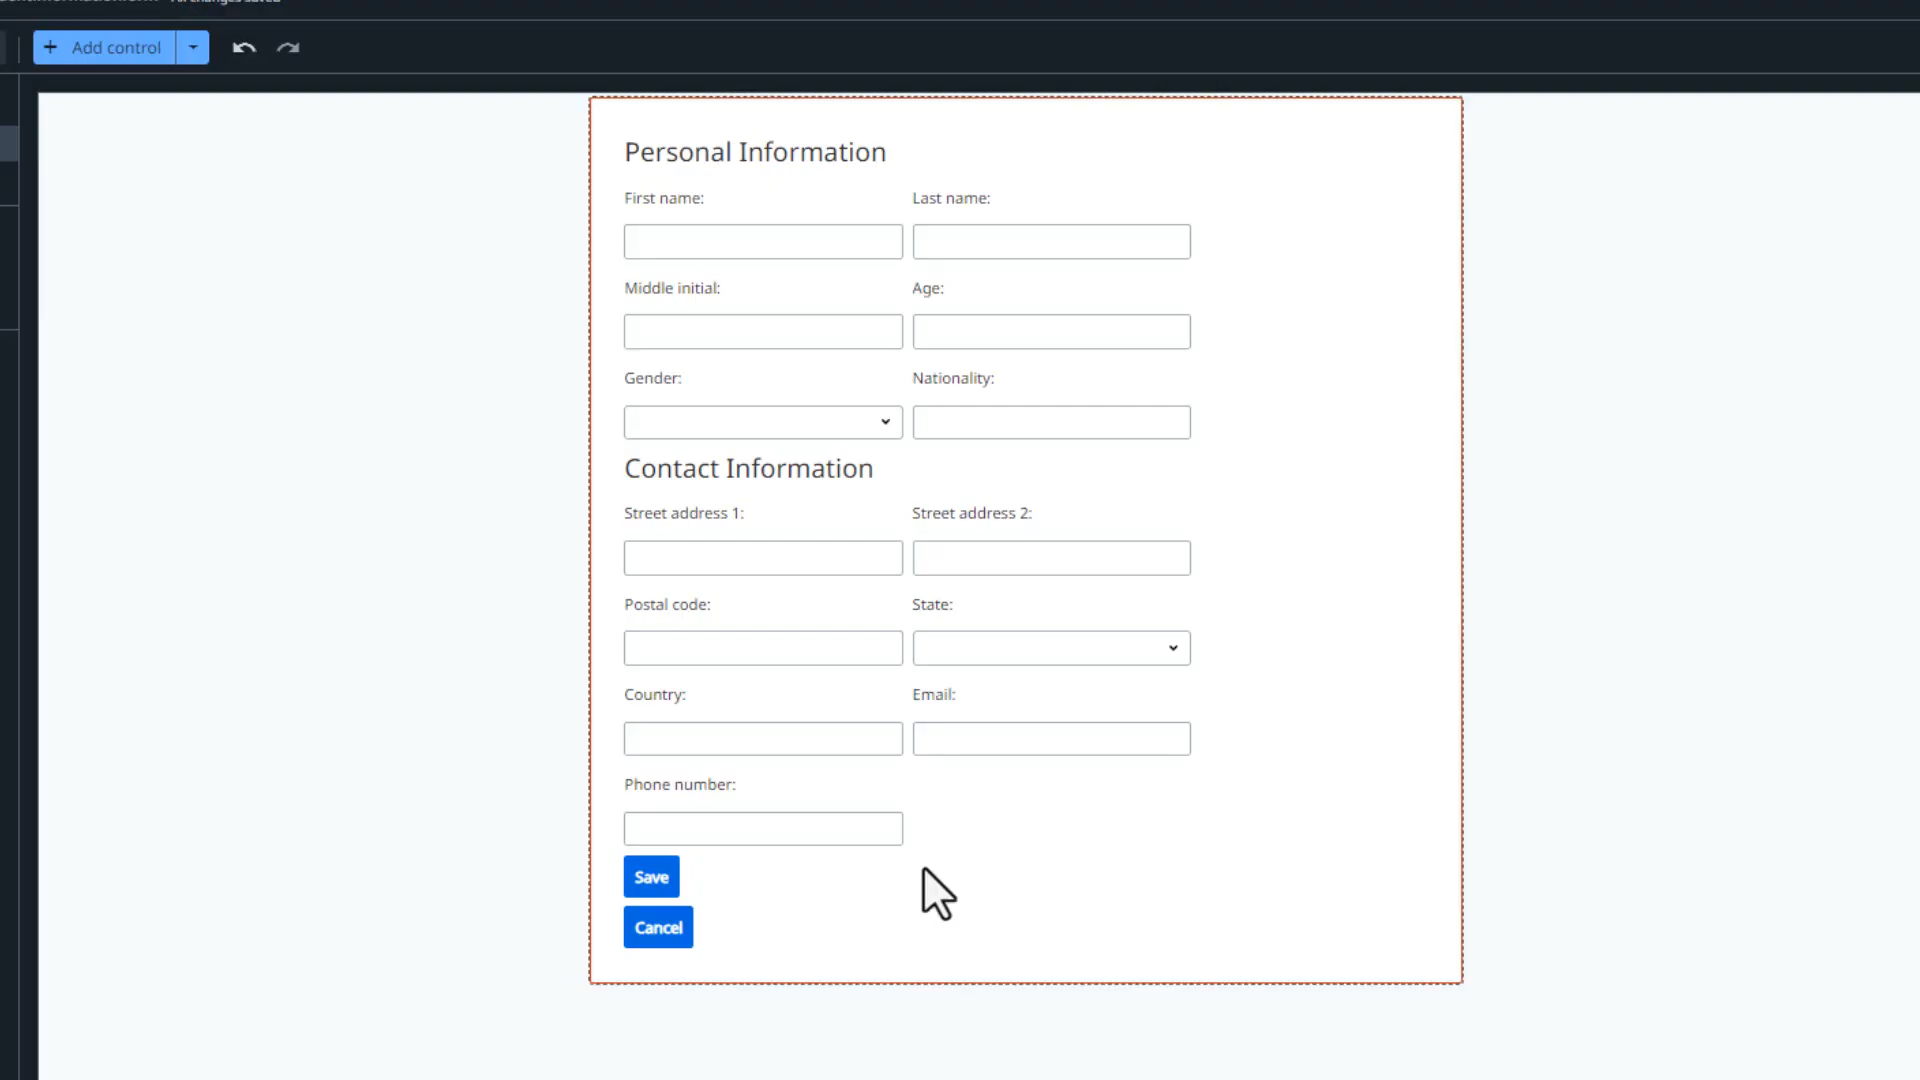 Add control
Personal Information
First name: Last name:
Middle initial: Age:
Gender: Nationality:
Contact Information
Street address 1: Street address 2:
Postal code: State:
Country: Email:
Phone number:
Save
Cancel